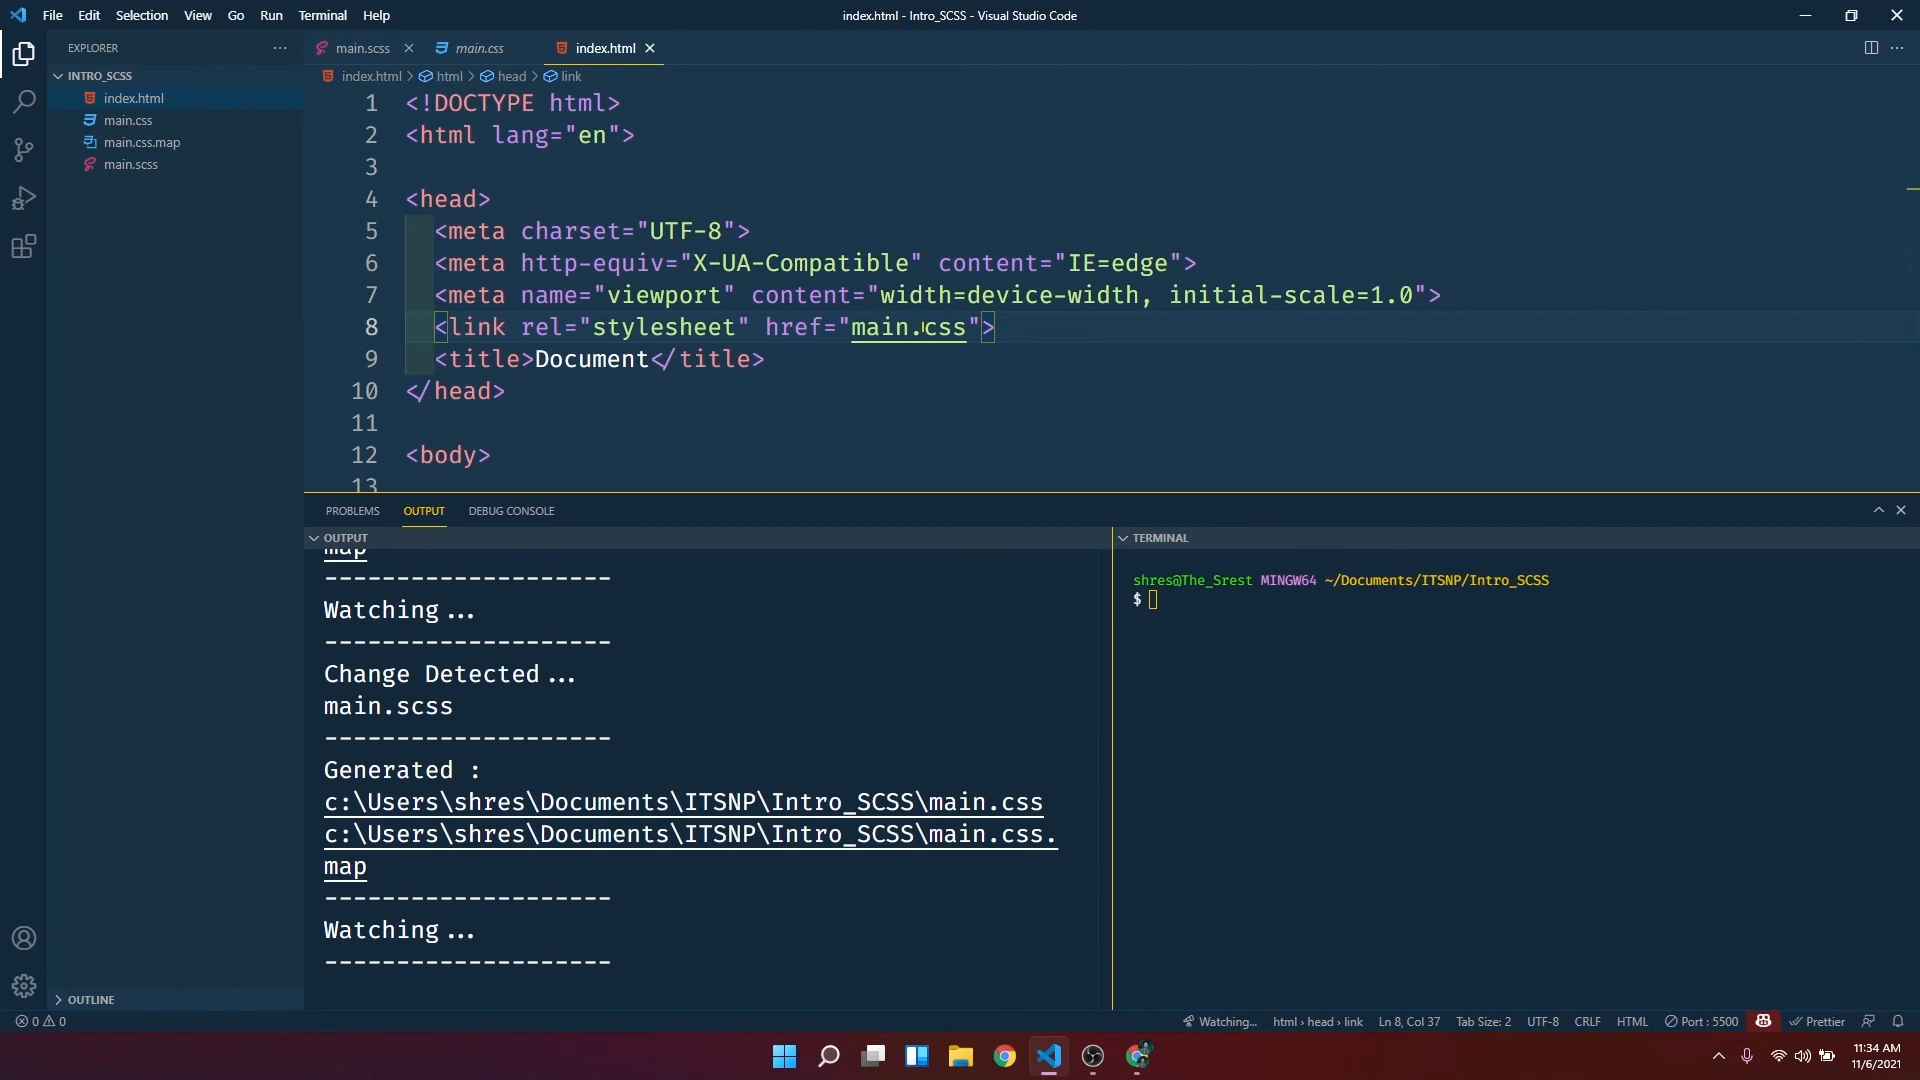 File Edit Selection View Go Run Terminal Help
index.html - Intro_SCSS - Visual Studio Code
EXPLORER
INTRO_SCSS
index.html
main.css
main.css.map
main.scss
OUTLINE
main.scss main.css index.html
index.html html head link
1 <!DOCTYPE html>
2 <html lang="en">
3
4 <head>
5 <meta charset="UTF-8">
6 <meta http-equiv="X-UA-Compatible" content="IE=edge">
7 <meta name="viewport" content="width=device-width, initial-scale=1.0">
8 <link rel="stylesheet" href="main.css">
9 <title>Document</title>
10 </head>
11
12 <body>
13
PROBLEMS OUTPUT DEBUG CONSOLE
OUTPUT
map
--------------------
Watching...
--------------------
Change Detected...
main.scss
--------------------
Generated :
c:\Users\shres\Documents\ITSNP\Intro_SCSS\main.css
c:\Users\shres\Documents\ITSNP\Intro_SCSS\main.css.
map
--------------------
Watching...
--------------------
TERMINAL
shres@The_Srest MINGW64 ~/Documents/ITSNP/Intro_SCSS
$
0 0
Watching... html › head › link Ln 8, Col 37 Tab Size: 2 UTF-8 CRLF HTML Port : 5500 Prettier
11:34 AM
11/6/2021